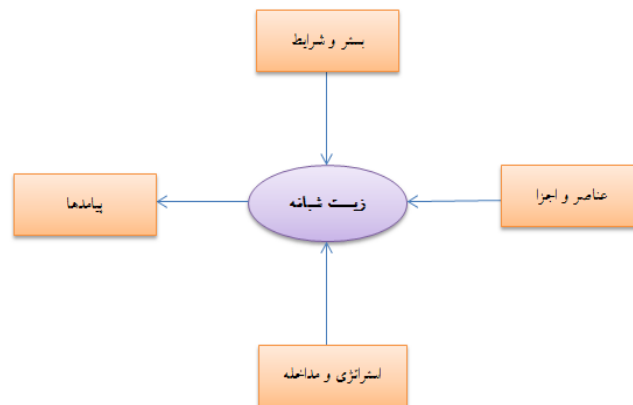 بستر و شرایط
عناصر و اجزا
زیست شبانه
پیامدها
استراتژی و مداخله